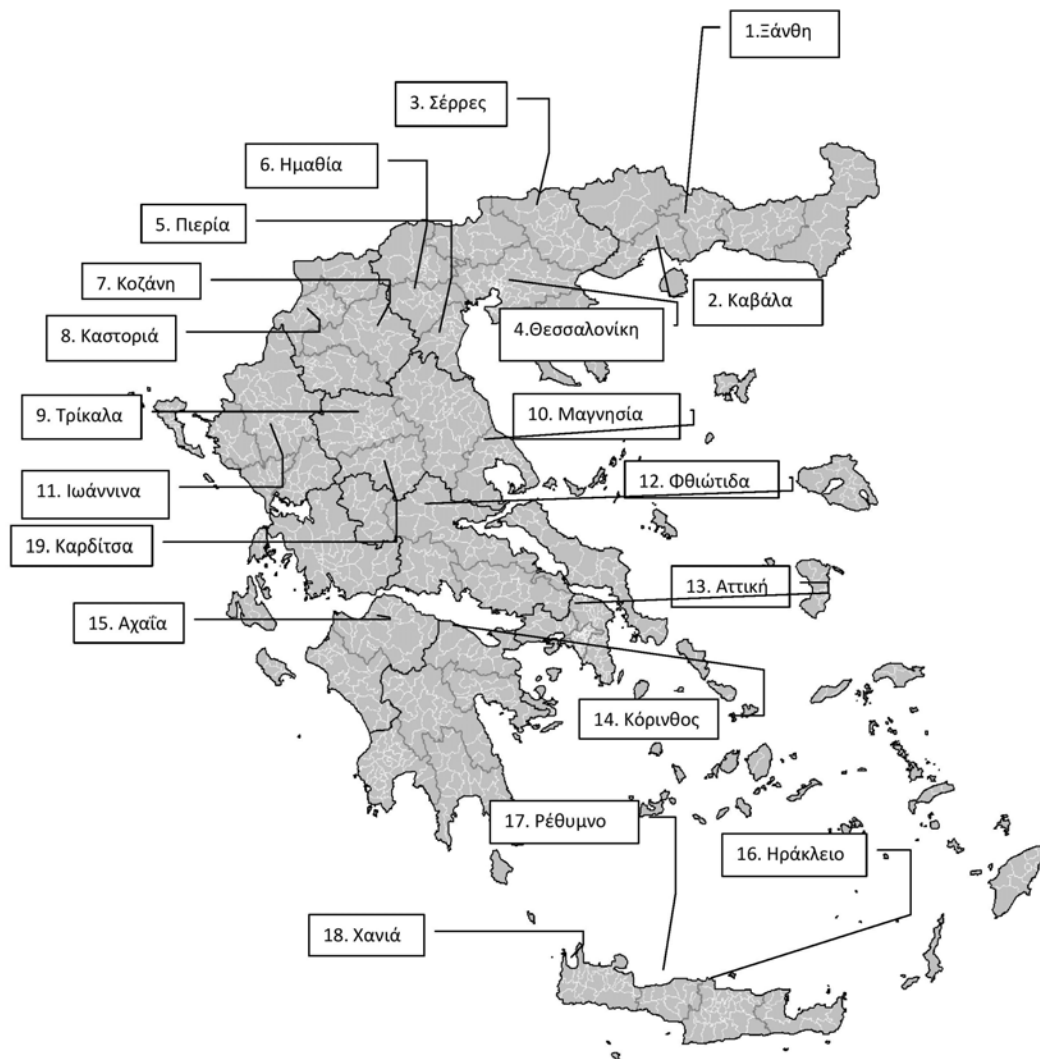 1.Ξάνθη
3. Σέρρες
6. Ημαθία
5. Πιερία
7. Κοζάνη
2. Καβάλα
4.Θεσσαλονίκη
8. Καστοριά
9. Τρίκαλα
10. Μαγνησία
12. Φθιώτιδα
11. Ιωάννινα
19. Καρδίτσα
13. Αττική
15. Αχαΐα
14. Κόρινθος
17. Ρέθυμνο
16. Ηράκλειο
18. Χανιά